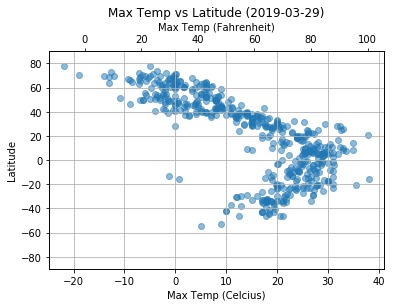 Max Temp vs Latitude (2019-03-29)
Max Temp (Fahrenheit)
0 20 40 60 80 100
80
60
40
20
0
−20
−40
−60
−80
Latitude
−20 −10 0 10 20 30 40
Max Temp (Celcius)